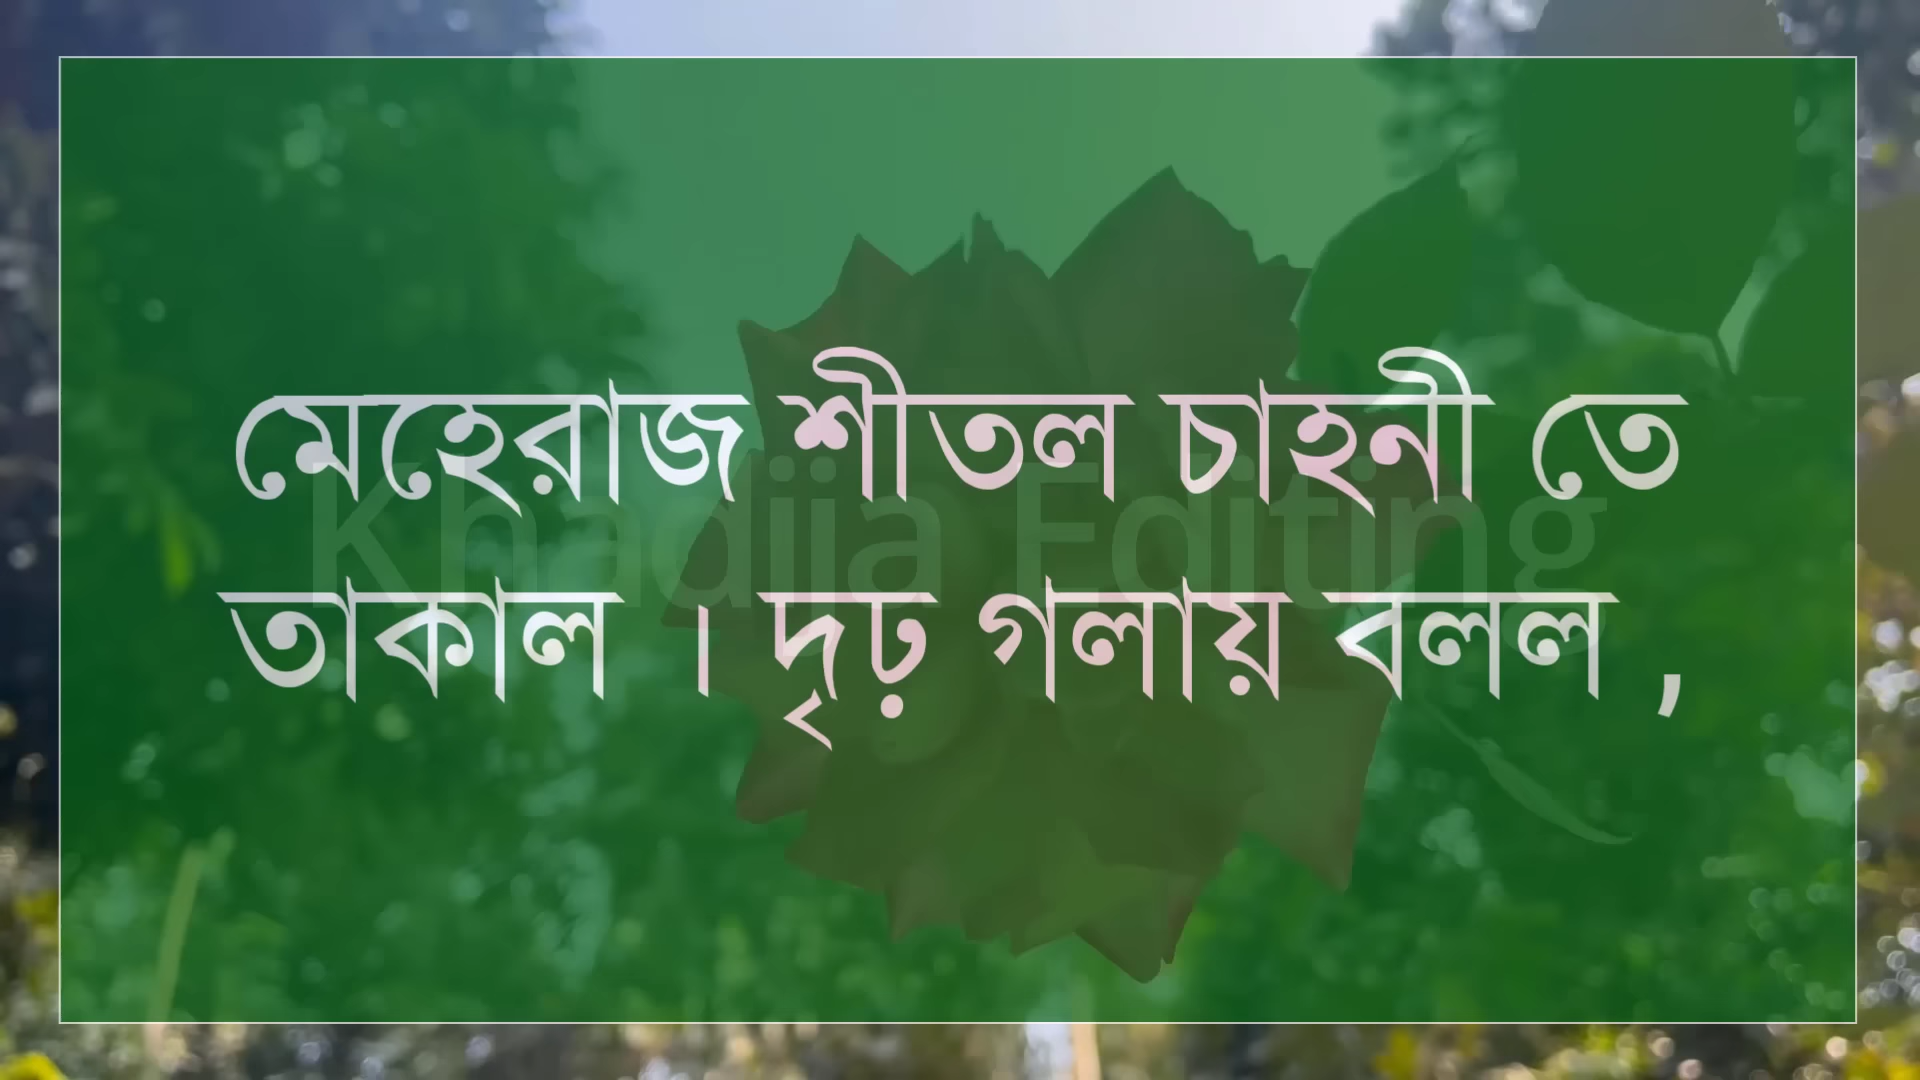 মেহেরাজ শীতল চাহনী তে
Khadija Editing
তাকাল । দৃঢ় গলায় বলল ,